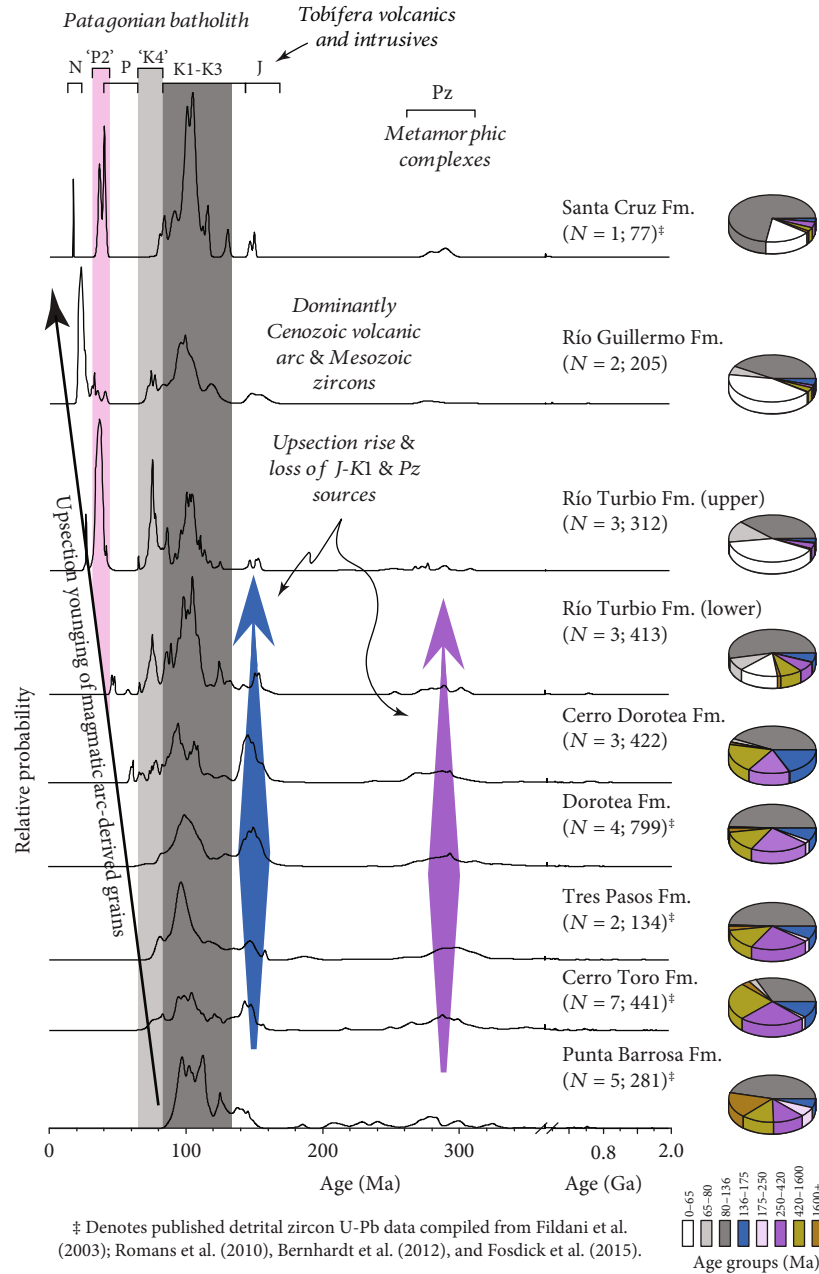 Patagonian batholith
Tobífera volcanics
and intrusives
N
'P2'
P
'K4'
K1-K3
J
Pz
Metamorphic
complexes
Santa Cruz Fm.
(N = 1; 77)‡
Dominantly
Cenozoic volcanic
arc & Mesozoic
zircons
Río Guillermo Fm.
(N = 2; 205)
Upsection rise &
loss of J-K1 & Pz
sources
Río Turbio Fm. (upper)
(N = 3; 312)
Río Turbio Fm. (lower)
(N = 3; 413)
Cerro Dorotea Fm.
(N = 3; 422)
Dorotea Fm.
(N = 4; 799)‡
Tres Pasos Fm.
(N = 2; 134)‡
Cerro Toro Fm.
(N = 7; 441)‡
Punta Barrosa Fm.
(N = 5; 281)‡
Upsection younging of magmatic arc-derived grains
Relative probability
0 100 200 300 0.8 2.0
Age (Ma) Age (Ga)
‡ Denotes published detrital zircon U-Pb data compiled from Fildani et al.
(2003); Romans et al. (2010), Bernhardt et al. (2012), and Fosdick et al. (2015).
0–65
65–80
80–136
136–175
175–250
250–420
420–1600
1600+
Age groups (Ma)